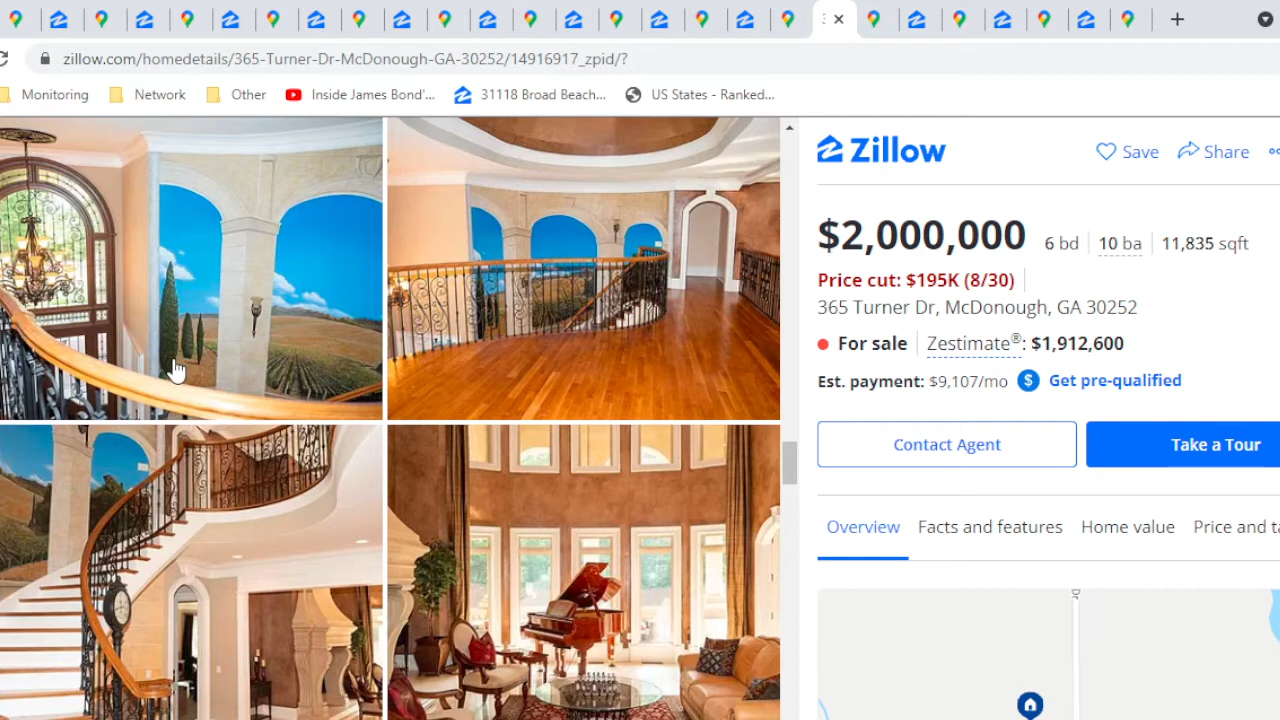 zillow.com/homedetails/365-Turner-Dr-McDonough-GA-30252/14916917_zpid/?
Monitoring Network Other Inside James Bond'... 31118 Broad Beach... US States - Ranked...
Zillow Save Share
$2,000,000 6 bd 10 ba 11,835 sqft
Price cut: $195K (8/30)
365 Turner Dr, McDonough, GA 30252
For sale Zestimate®: $1,912,600
Est. payment: $9,107/mo $ Get pre-qualified
Contact Agent Take a Tour
Overview Facts and features Home value Price and ta
Dr